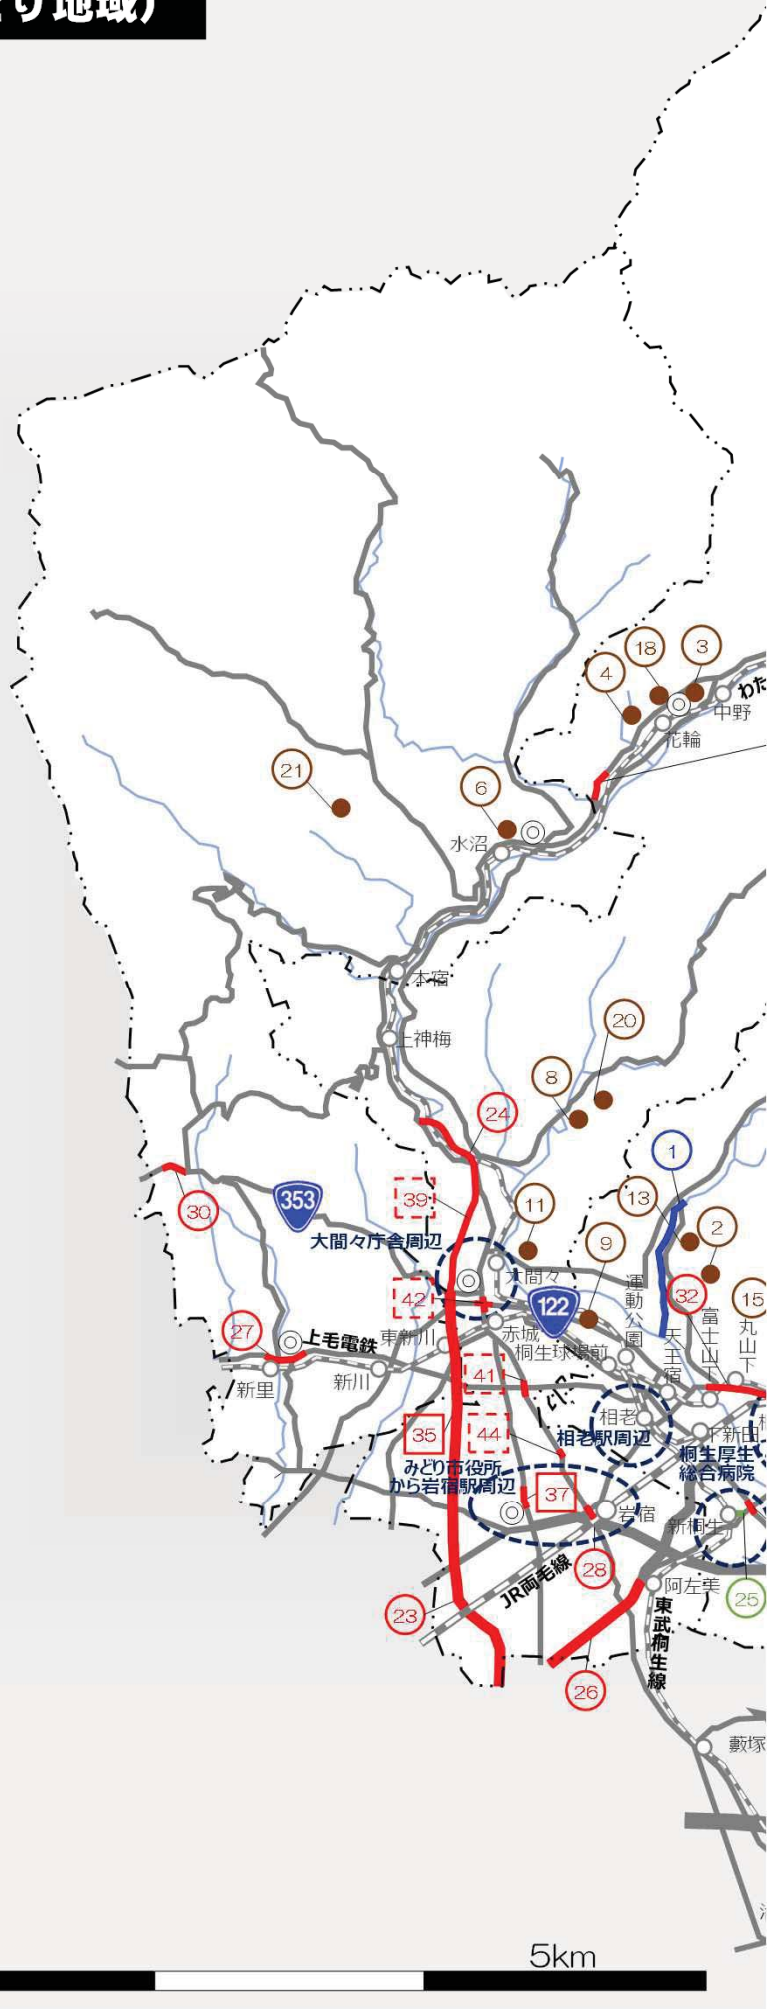 り地域）
3
18
4
わた
中野
花輪
21
6
水沼
本宿
20
上神梅
8
24
1
39
13
11
2
30
353
大間々庁舎周辺
9
大間々
運動公園
32
42
122
15
富士山下
丸山下
天王宿
27
上毛電鉄
東新川
赤城
桐生球場前
新里
新川
41
相老
35
44
下新田
相老駅周辺
桐生厚生
総合病院
みどり市役所
から岩宿駅周辺
37
岩宿
新桐生
JR両毛線
28
阿左美
25
23
東武桐生線
26
藪塚
5km